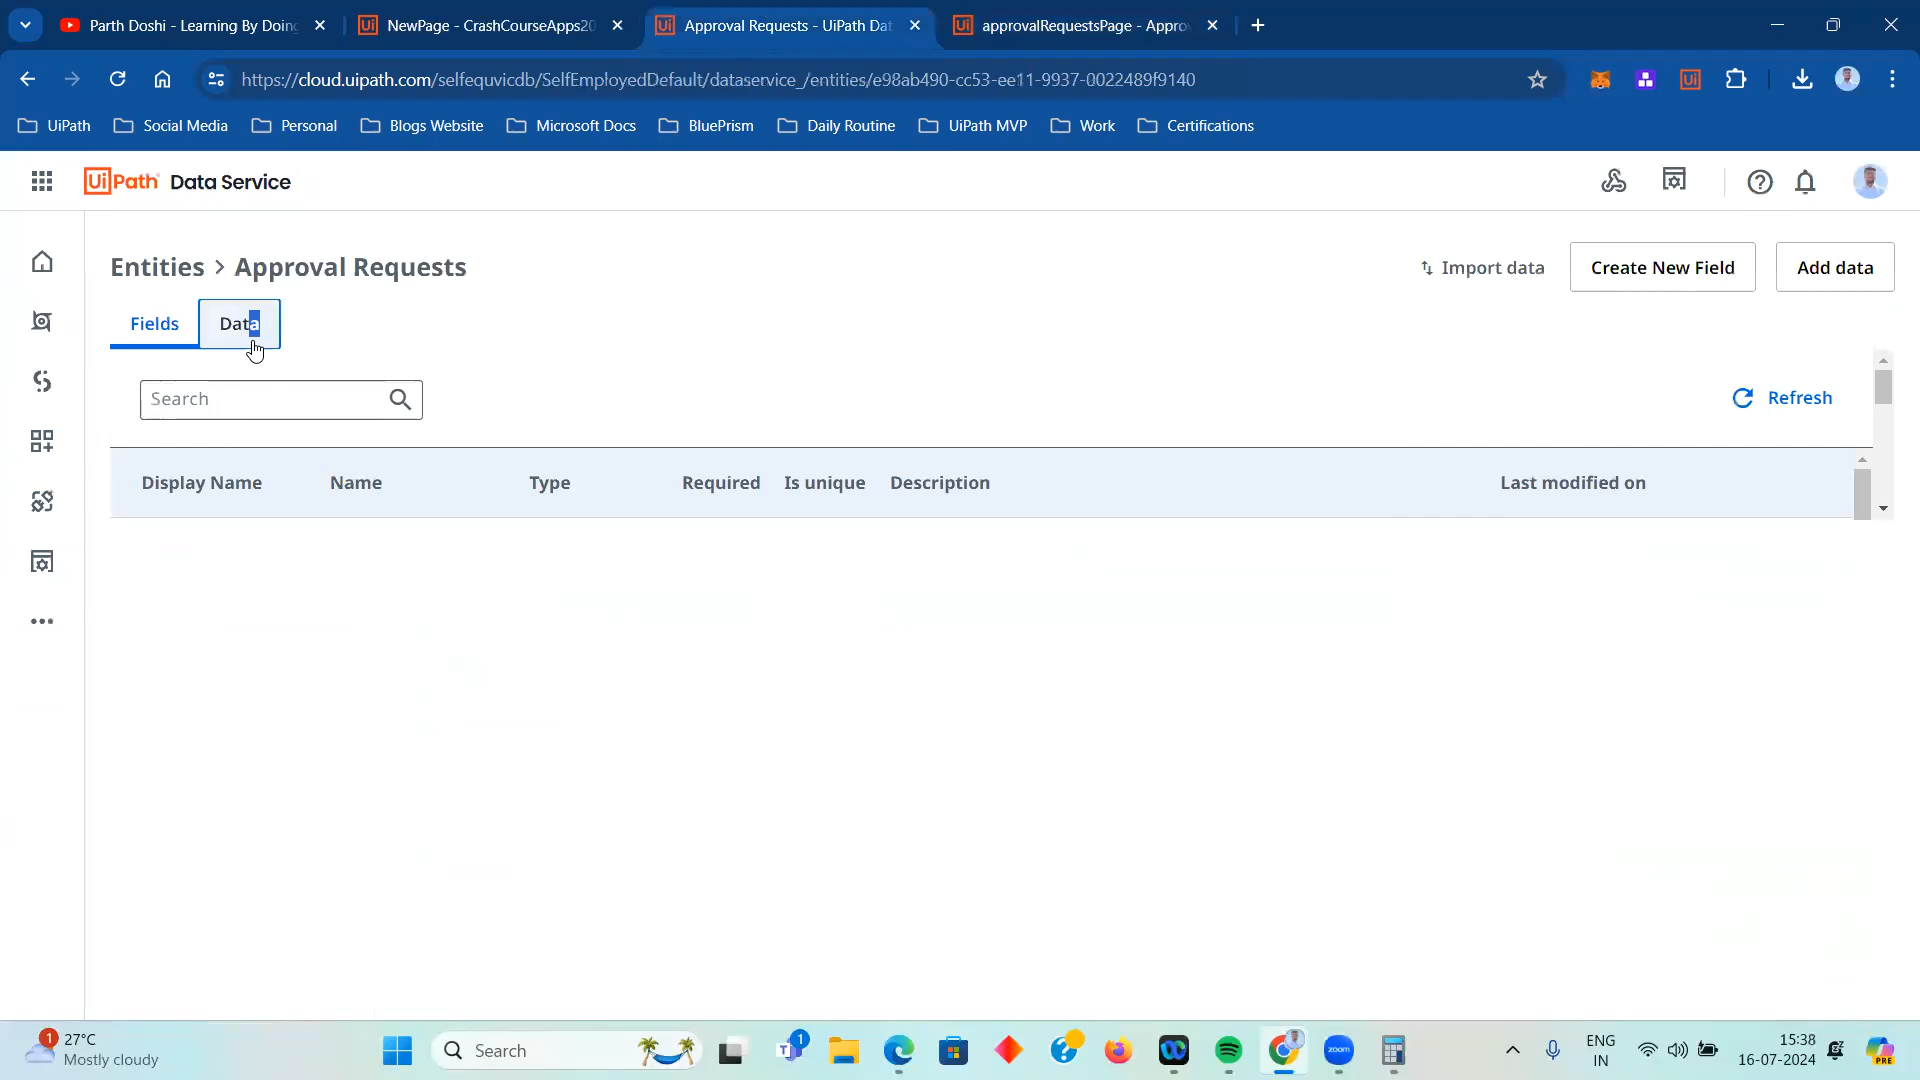 Parth Doshi - Learning By Doing
NewPage - CrashCourseApps20
Approval Requests - UiPath Dat
approvalRequestsPage - Appro
https://cloud.uipath.com/selfequvicdb/SelfEmployedDefault/dataservice_/entities/e98ab490-cc53-ee11-9937-0022489f9140
UiPath
Social Media
Personal
Blogs Website
Microsoft Docs
BluePrism
Daily Routine
UiPath MVP
Work
Certifications
UiPath Data Service
Entities > Approval Requests
Import data
Create New Field
Add data
Fields
Data
Search
Refresh
Display Name
Name
Type
Required
Is unique
Description
Last modified on
1
27°C
Mostly cloudy
Search
1
zoom
ENG
IN
15:38
16-07-2024
PRE